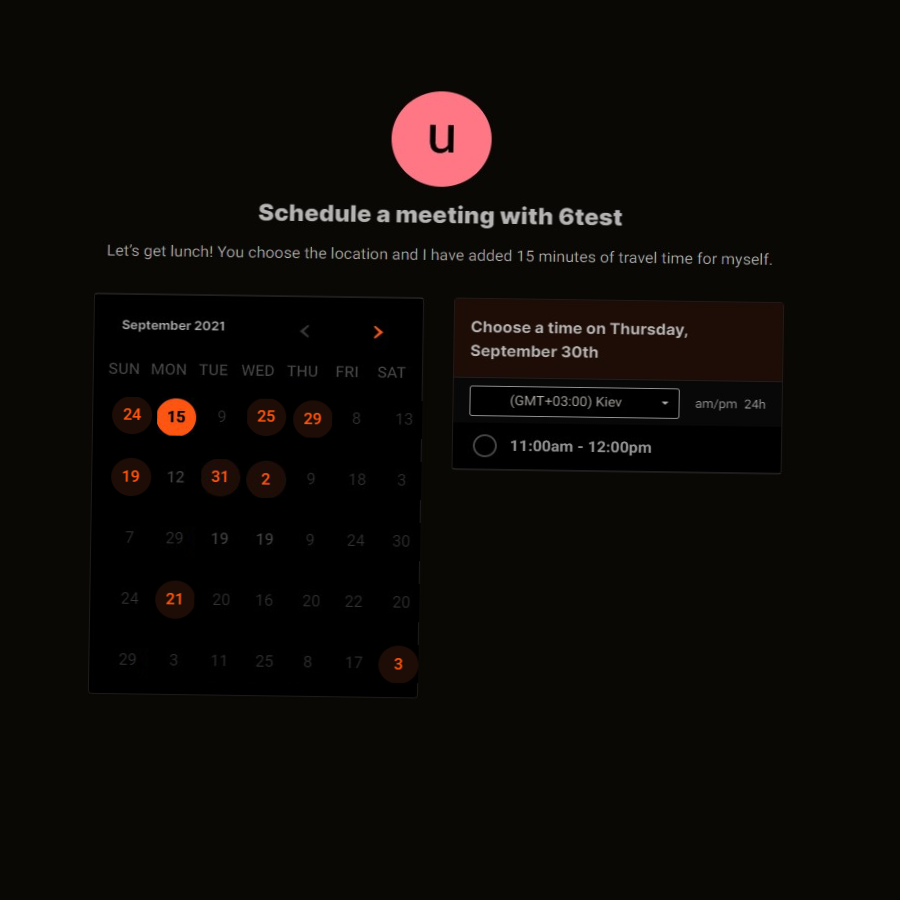 u
Schedule a meeting with 6test
Let's get lunch! You choose the location and I have added 15 minutes of travel time for myself.
September 2021
SUN MON TUE WED THU FRI SAT
24 15 9 25 29 8 13
19 12 31 2 9 18 3
7 29 19 19 9 24 30
24 21 20 16 20 22 20
29 3 11 25 8 17 3
Choose a time on Thursday,
September 30th
(GMT+03:00) Kiev
am/pm 24h
11:00am - 12:00pm